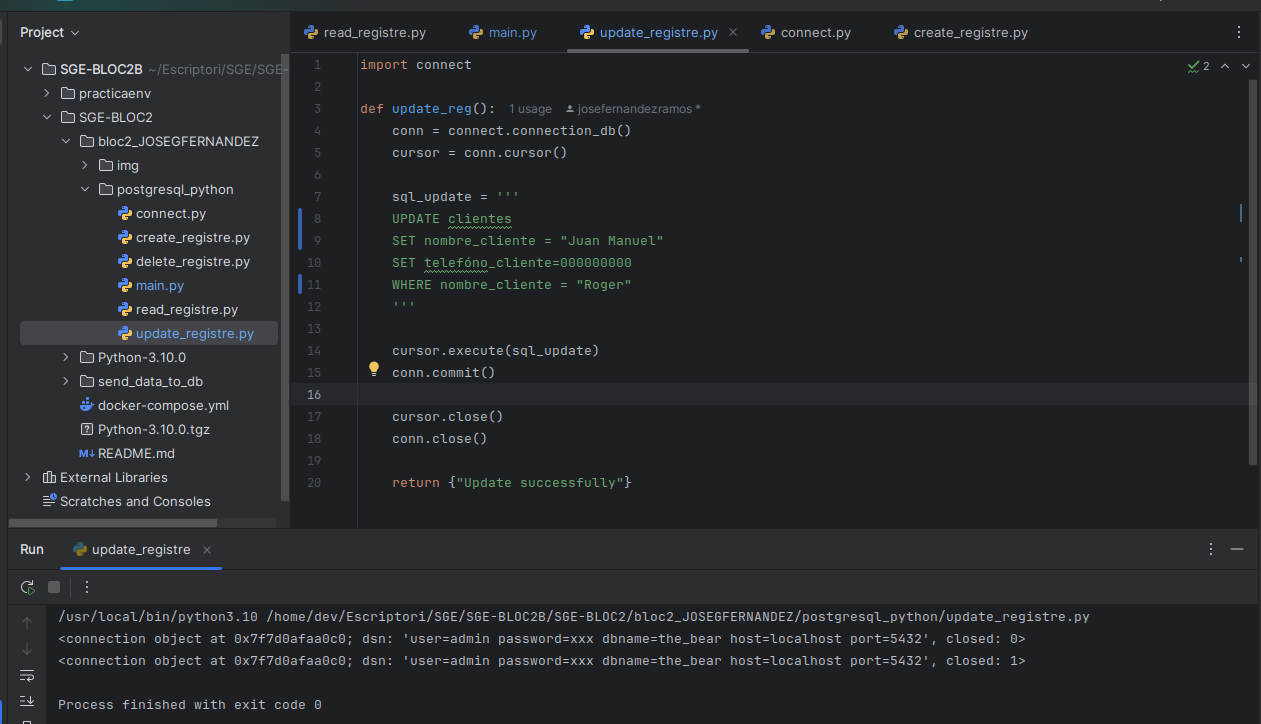 Project
read_registre.py
main.py
update_registre.py
connect.py
create_registre.py
SGE-BLOC2B ~/Escriptori/SGE/SGE-
practicaenv
SGE-BLOC2
bloc2_JOSEGFERNANDEZ
img
postgresql_python
connect.py
create_registre.py
delete_registre.py
main.py
read_registre.py
update_registre.py
Python-3.10.0
send_data_to_db
docker-compose.yml
Python-3.10.0.tgz
M↓ README.md
External Libraries
Scratches and Consoles
2
1 import connect
2
3 def update_reg(): 1 usage josefernandezramos *
4 conn = connect.connection_db()
5 cursor = conn.cursor()
6
7 sql_update = '''
8 UPDATE clientes
9 SET nombre_cliente = "Juan Manuel"
10 SET telefóno_cliente=000000000
11 WHERE nombre_cliente = "Roger"
12 '''
13
14 cursor.execute(sql_update)
15 conn.commit()
16
17 cursor.close()
18 conn.close()
19
20 return {"Update successfully"}
Run
update_registre
/usr/local/bin/python3.10 /home/dev/Escriptori/SGE/SGE-BLOC2B/SGE-BLOC2/bloc2_JOSEGFERNANDEZ/postgresql_python/update_registre.py
<connection object at 0x7f7d0afaa0c0; dsn: 'user=admin password=xxx dbname=the_bear host=localhost port=5432', closed: 0>
<connection object at 0x7f7d0afaa0c0; dsn: 'user=admin password=xxx dbname=the_bear host=localhost port=5432', closed: 1>
Process finished with exit code 0